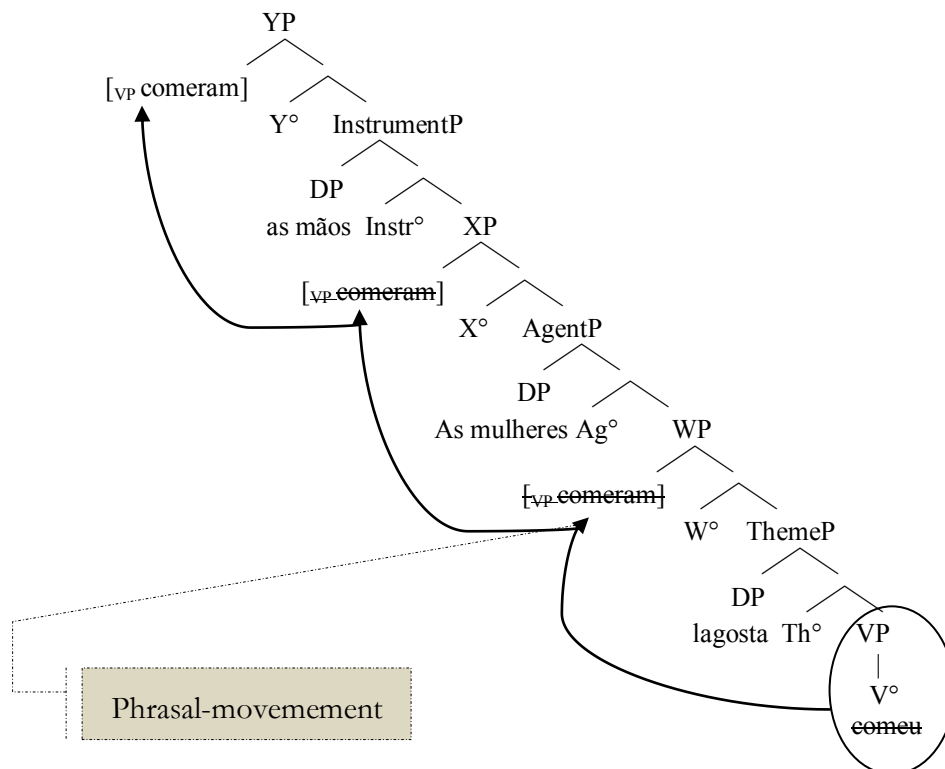 YP
[VP comeram]
Y° InstrumentP
DP
as mãos Instr° XP
[VP comeram]
X° AgentP
DP
As mulheres Ag° WP
[VP comeram]
W° ThemeP
DP
lagosta Th° VP
V°
comeu
Phrasal-movemement